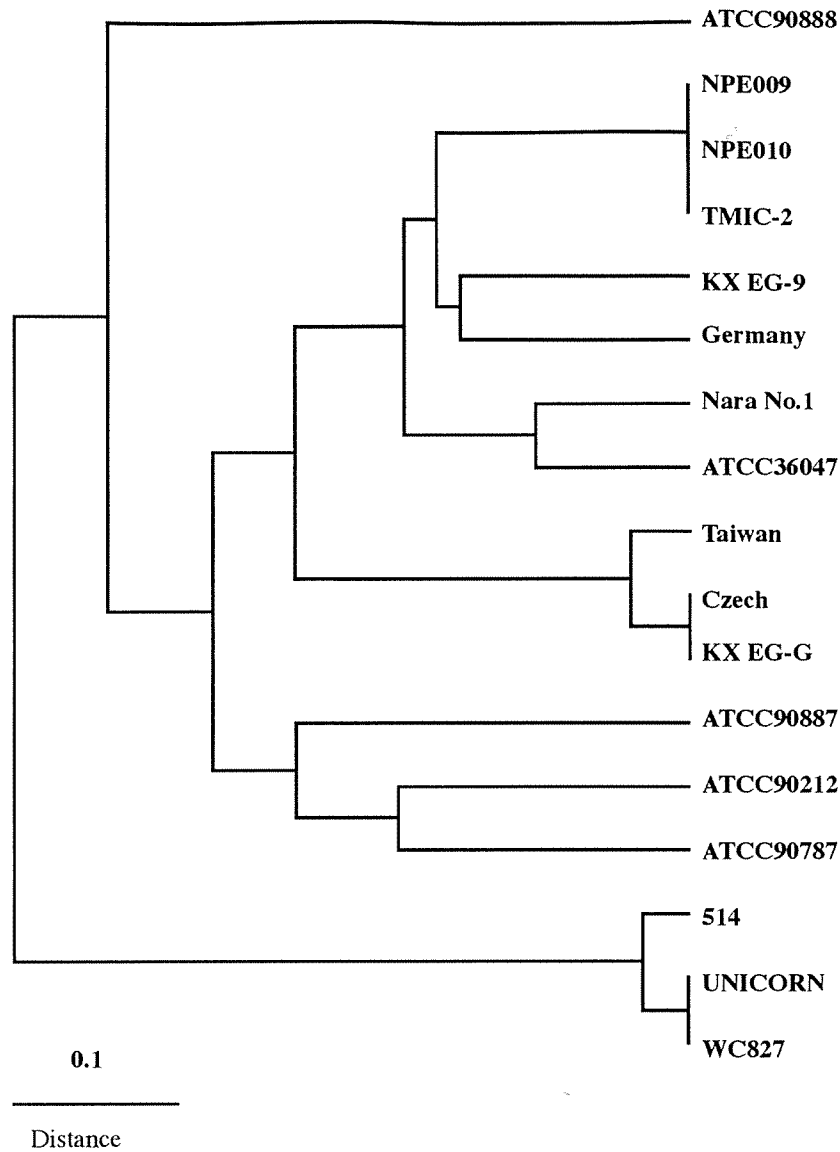 ATCC90888
NPE009
NPE010
TMIC-2
KX EG-9
Germany
Nara No.1
ATCC36047
Taiwan
Czech
KX EG-G
ATCC90887
ATCC90212
ATCC90787
514
UNICORN
WC827
0.1
Distance